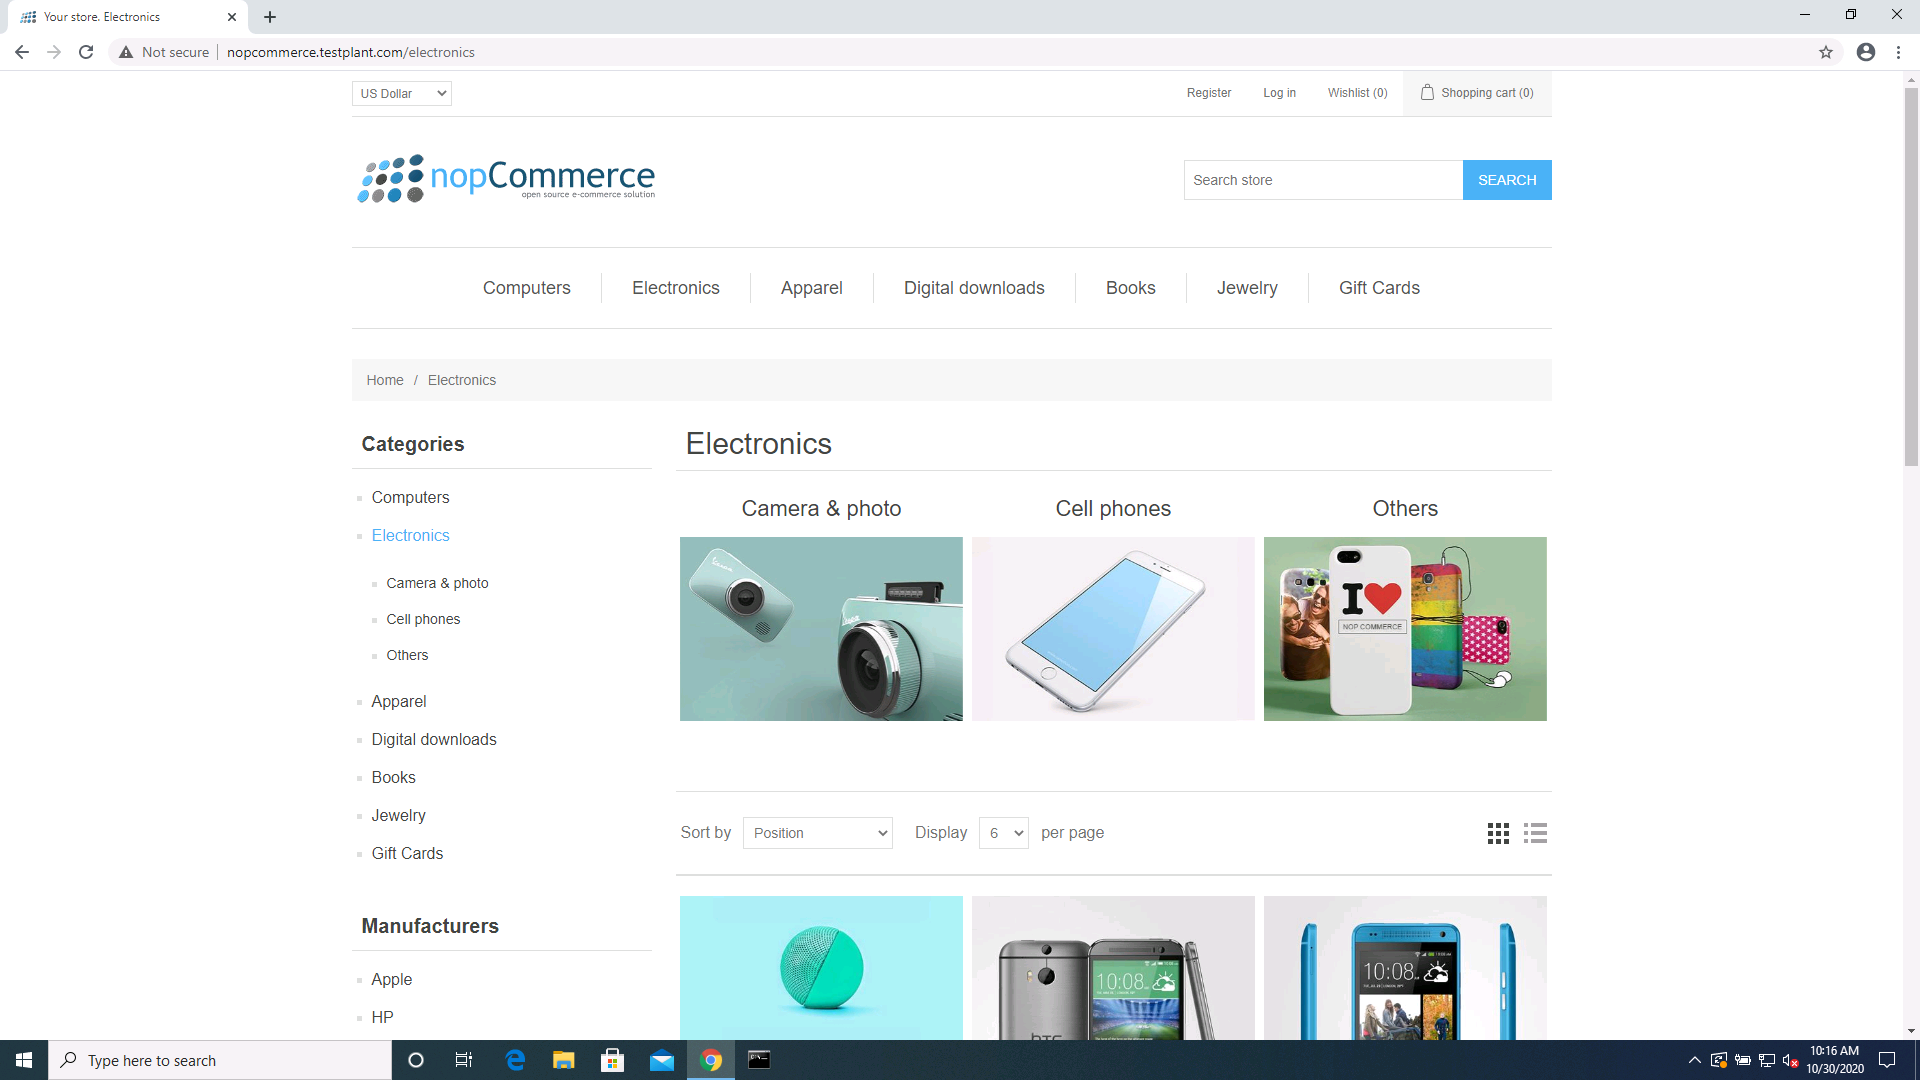 Your store. Electronics
Not secure
nopcommerce.testplant.com/electronics
US Dollar
Register
Log in
Wishlist (0)
Shopping cart (0)
nopCommerce
open source e-commerce solution
Search store
SEARCH
Computers
Electronics
Apparel
Digital downloads
Books
Jewelry
Gift Cards
Home / Electronics
Categories
Computers
Electronics
Camera & photo
Cell phones
Others
Apparel
Digital downloads
Books
Jewelry
Gift Cards
Manufacturers
Apple
HP
Electronics
Camera & photo
Cell phones
Others
I
NOP COMMERCE
Sort by
Position
Display
6
per page
10:08
hTC
10:08
Type here to search
10:16 AM
10/30/2020